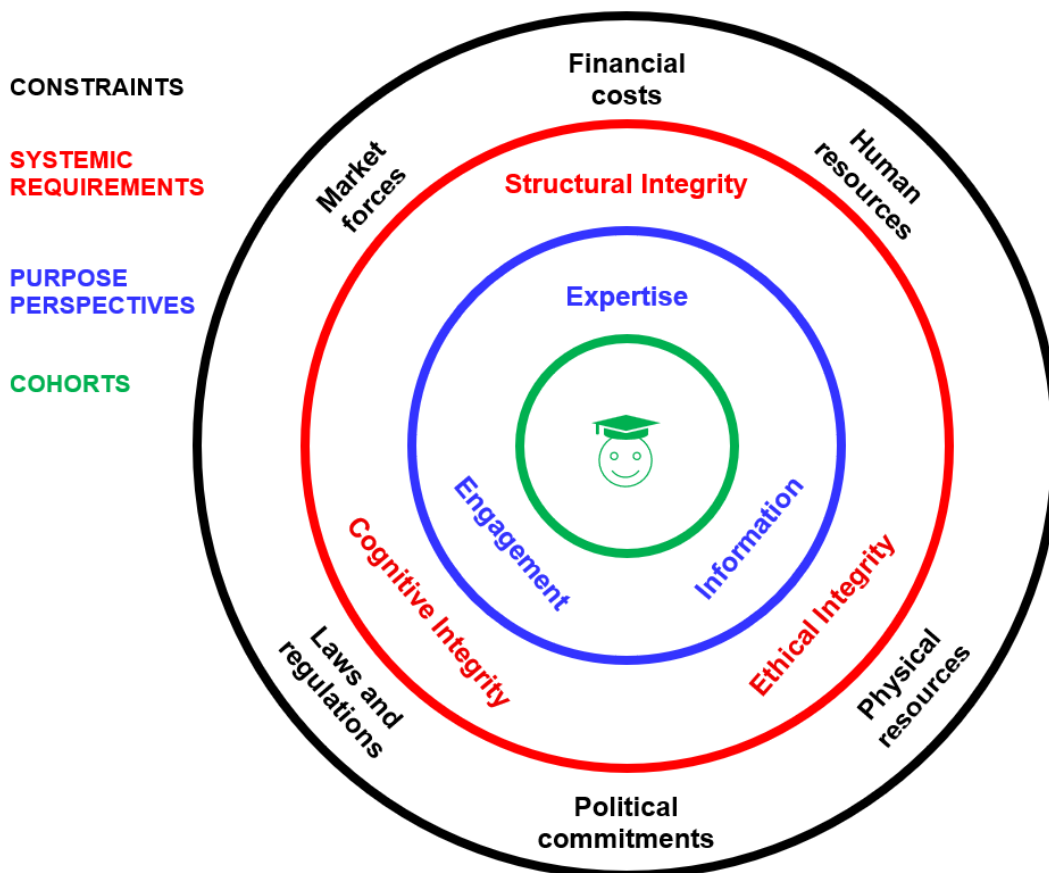 CONSTRAINTS
SYSTEMIC
REQUIREMENTS
PURPOSE
PERSPECTIVES
COHORTS
Financial
costs
Human
resources
Physical
resources
Political
commitments
Laws and
regulations
Market
forces
Structural Integrity
Ethical Integrity
Cognitive Integrity
Expertise
Information
Engagement